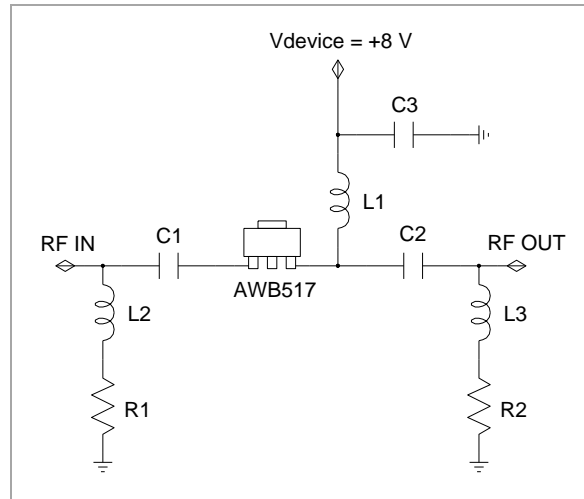 Vdevice = +8 V
C3
L1
RF IN
C1
C2
RF OUT
AWB517
L2
L3
R1
R2